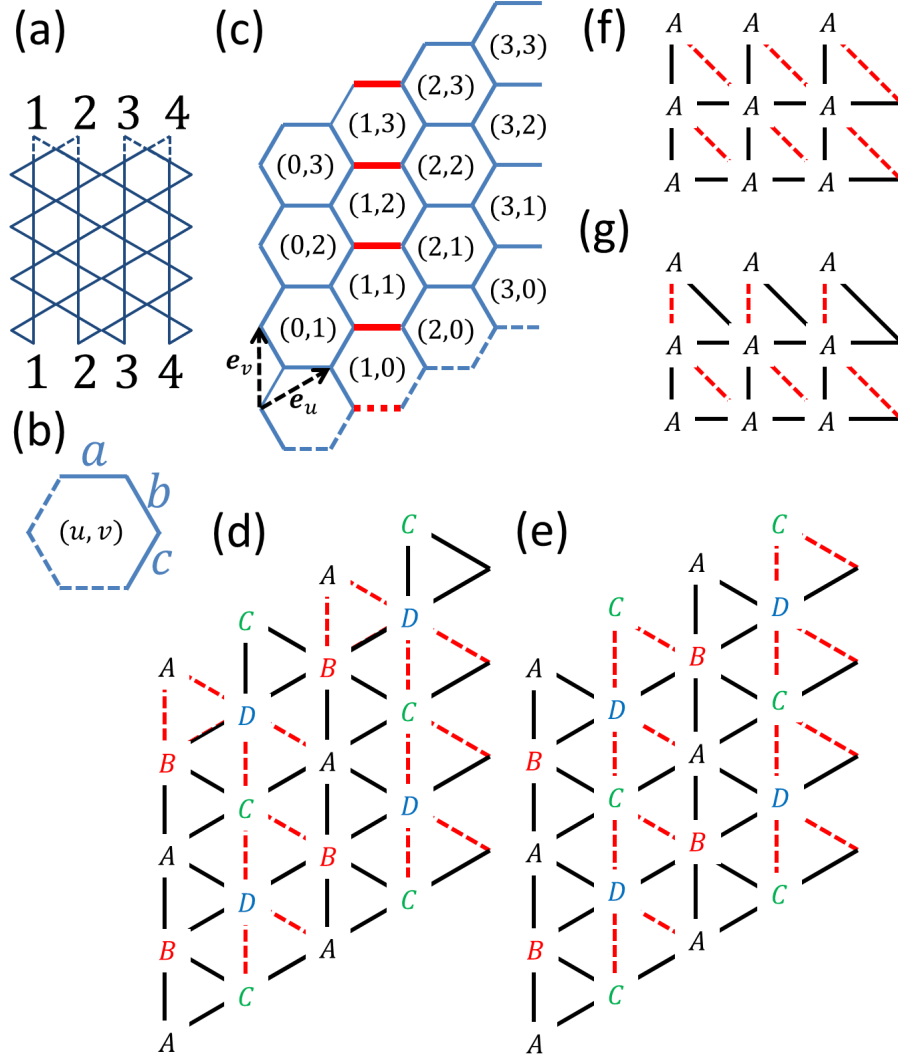 (a)
1 2 3 4
1 2 3 4
(b)
a
b
(u, v)
c
(c)
(3,3)
(2,3)
(1,3)
(3,2)
(0,3)
(2,2)
(1,2)
(3,1)
(0,2)
(2,1)
(1,1)
(3,0)
(0,1)
(2,0)
(1,0)
e_v
e_u
(d)
C
A
C
D
A
B
D
C
B
A
C
D
A
B
D
C
B
A
C
A
(e)
C
A
C
D
A
B
D
C
B
A
C
D
A
B
D
C
B
A
C
A
(f)
A A A
A A A
A A A
(g)
A A A
A A A
A A A